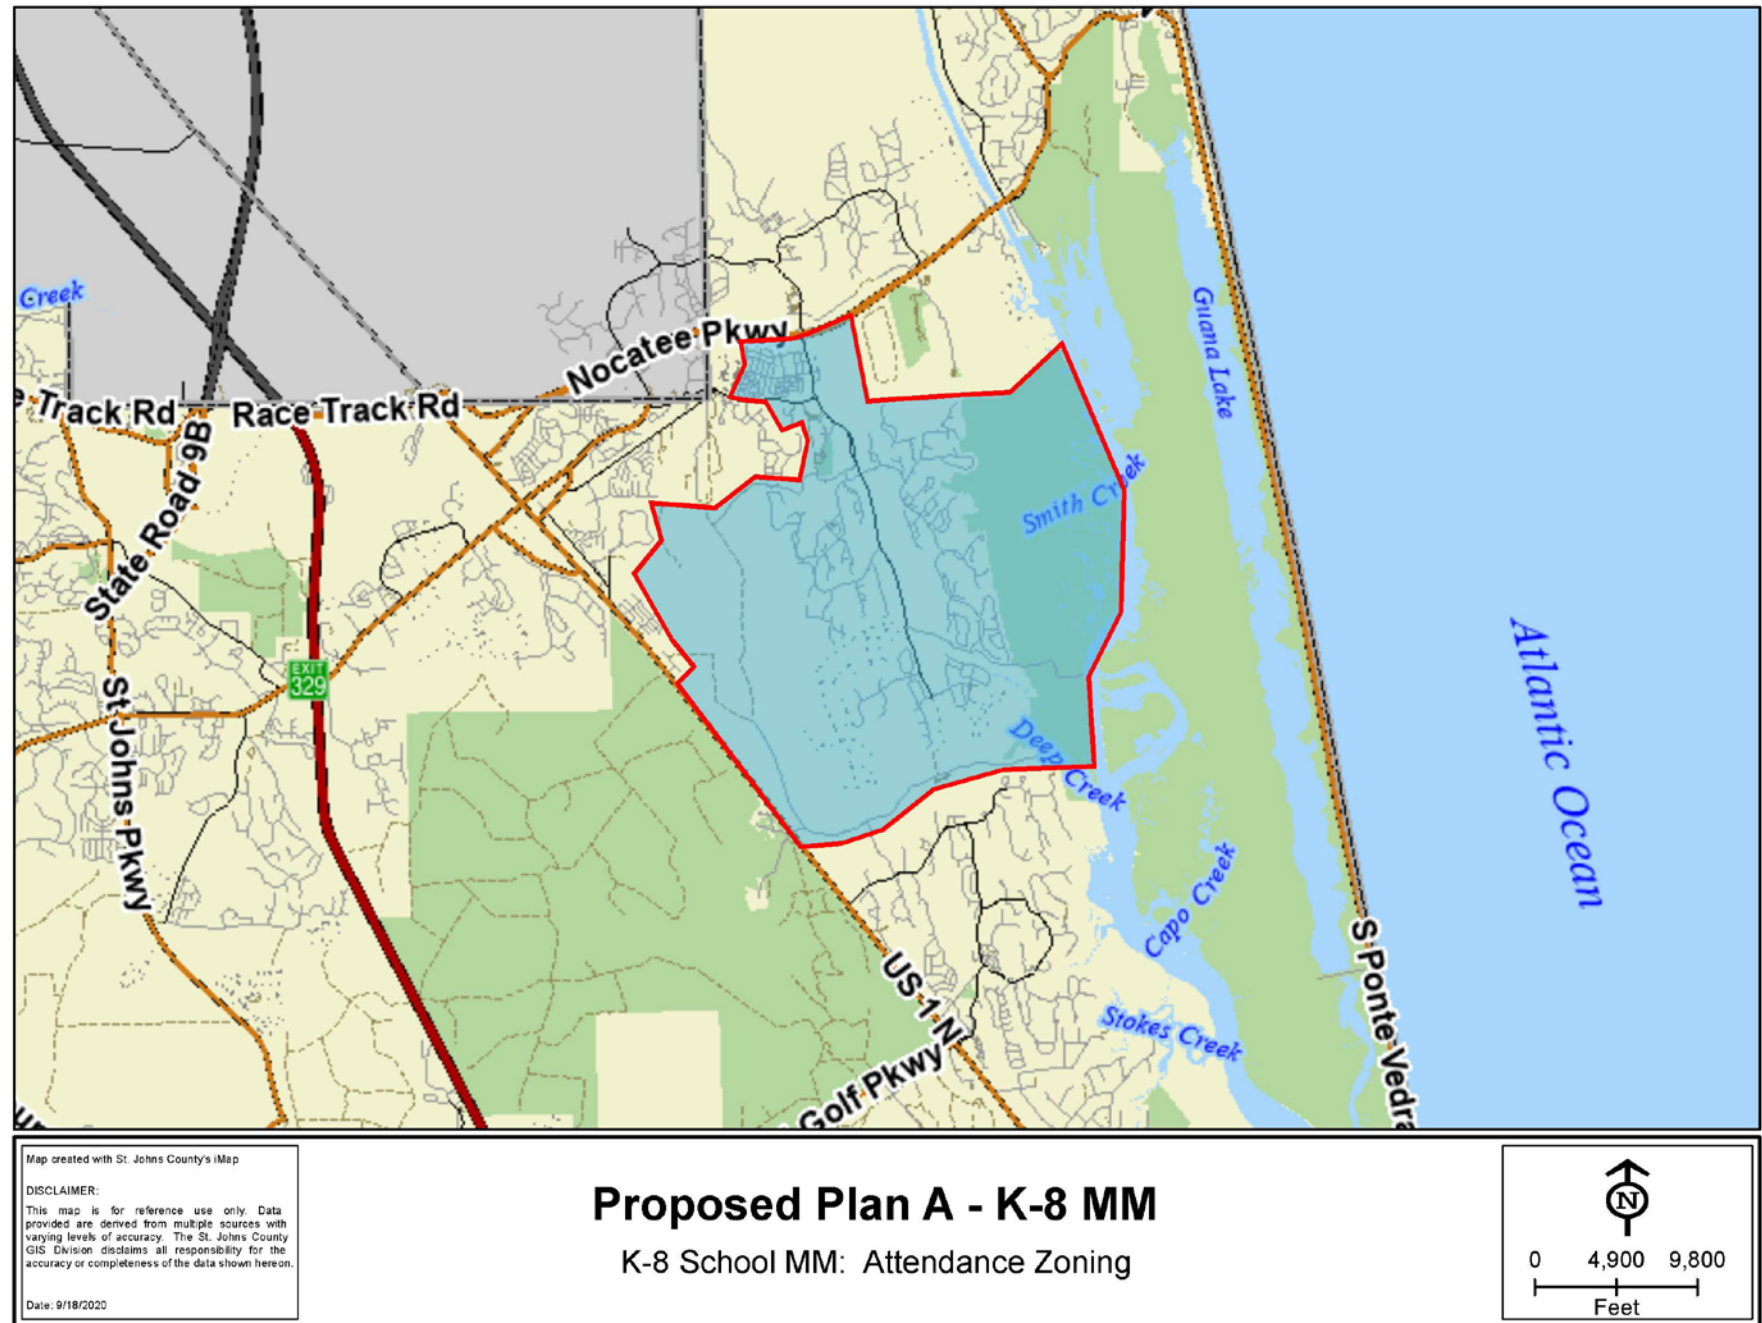 Creek
Nocatee Pkwy
Guana Lake
e Track Rd
Race Track Rd
State Road 9B
Smith Creek
EXIT
329
St Johns Pkwy
Deep Creek
Atlantic Ocean
Capo Creek
US 1 N
S Ponte Vedra
Stokes Creek
Golf Pkwy
Map created with St. Johns County's iMap
DISCLAIMER:
This map is for reference use only. Data
provided are derived from multiple sources with
varying levels of accuracy. The St. Johns County
GIS Division disclaims all responsibility for the
accuracy or completeness of the data shown hereon.
Date: 9/18/2020
Proposed Plan A - K-8 MM
K-8 School MM: Attendance Zoning
N
0 4,900 9,800
Feet